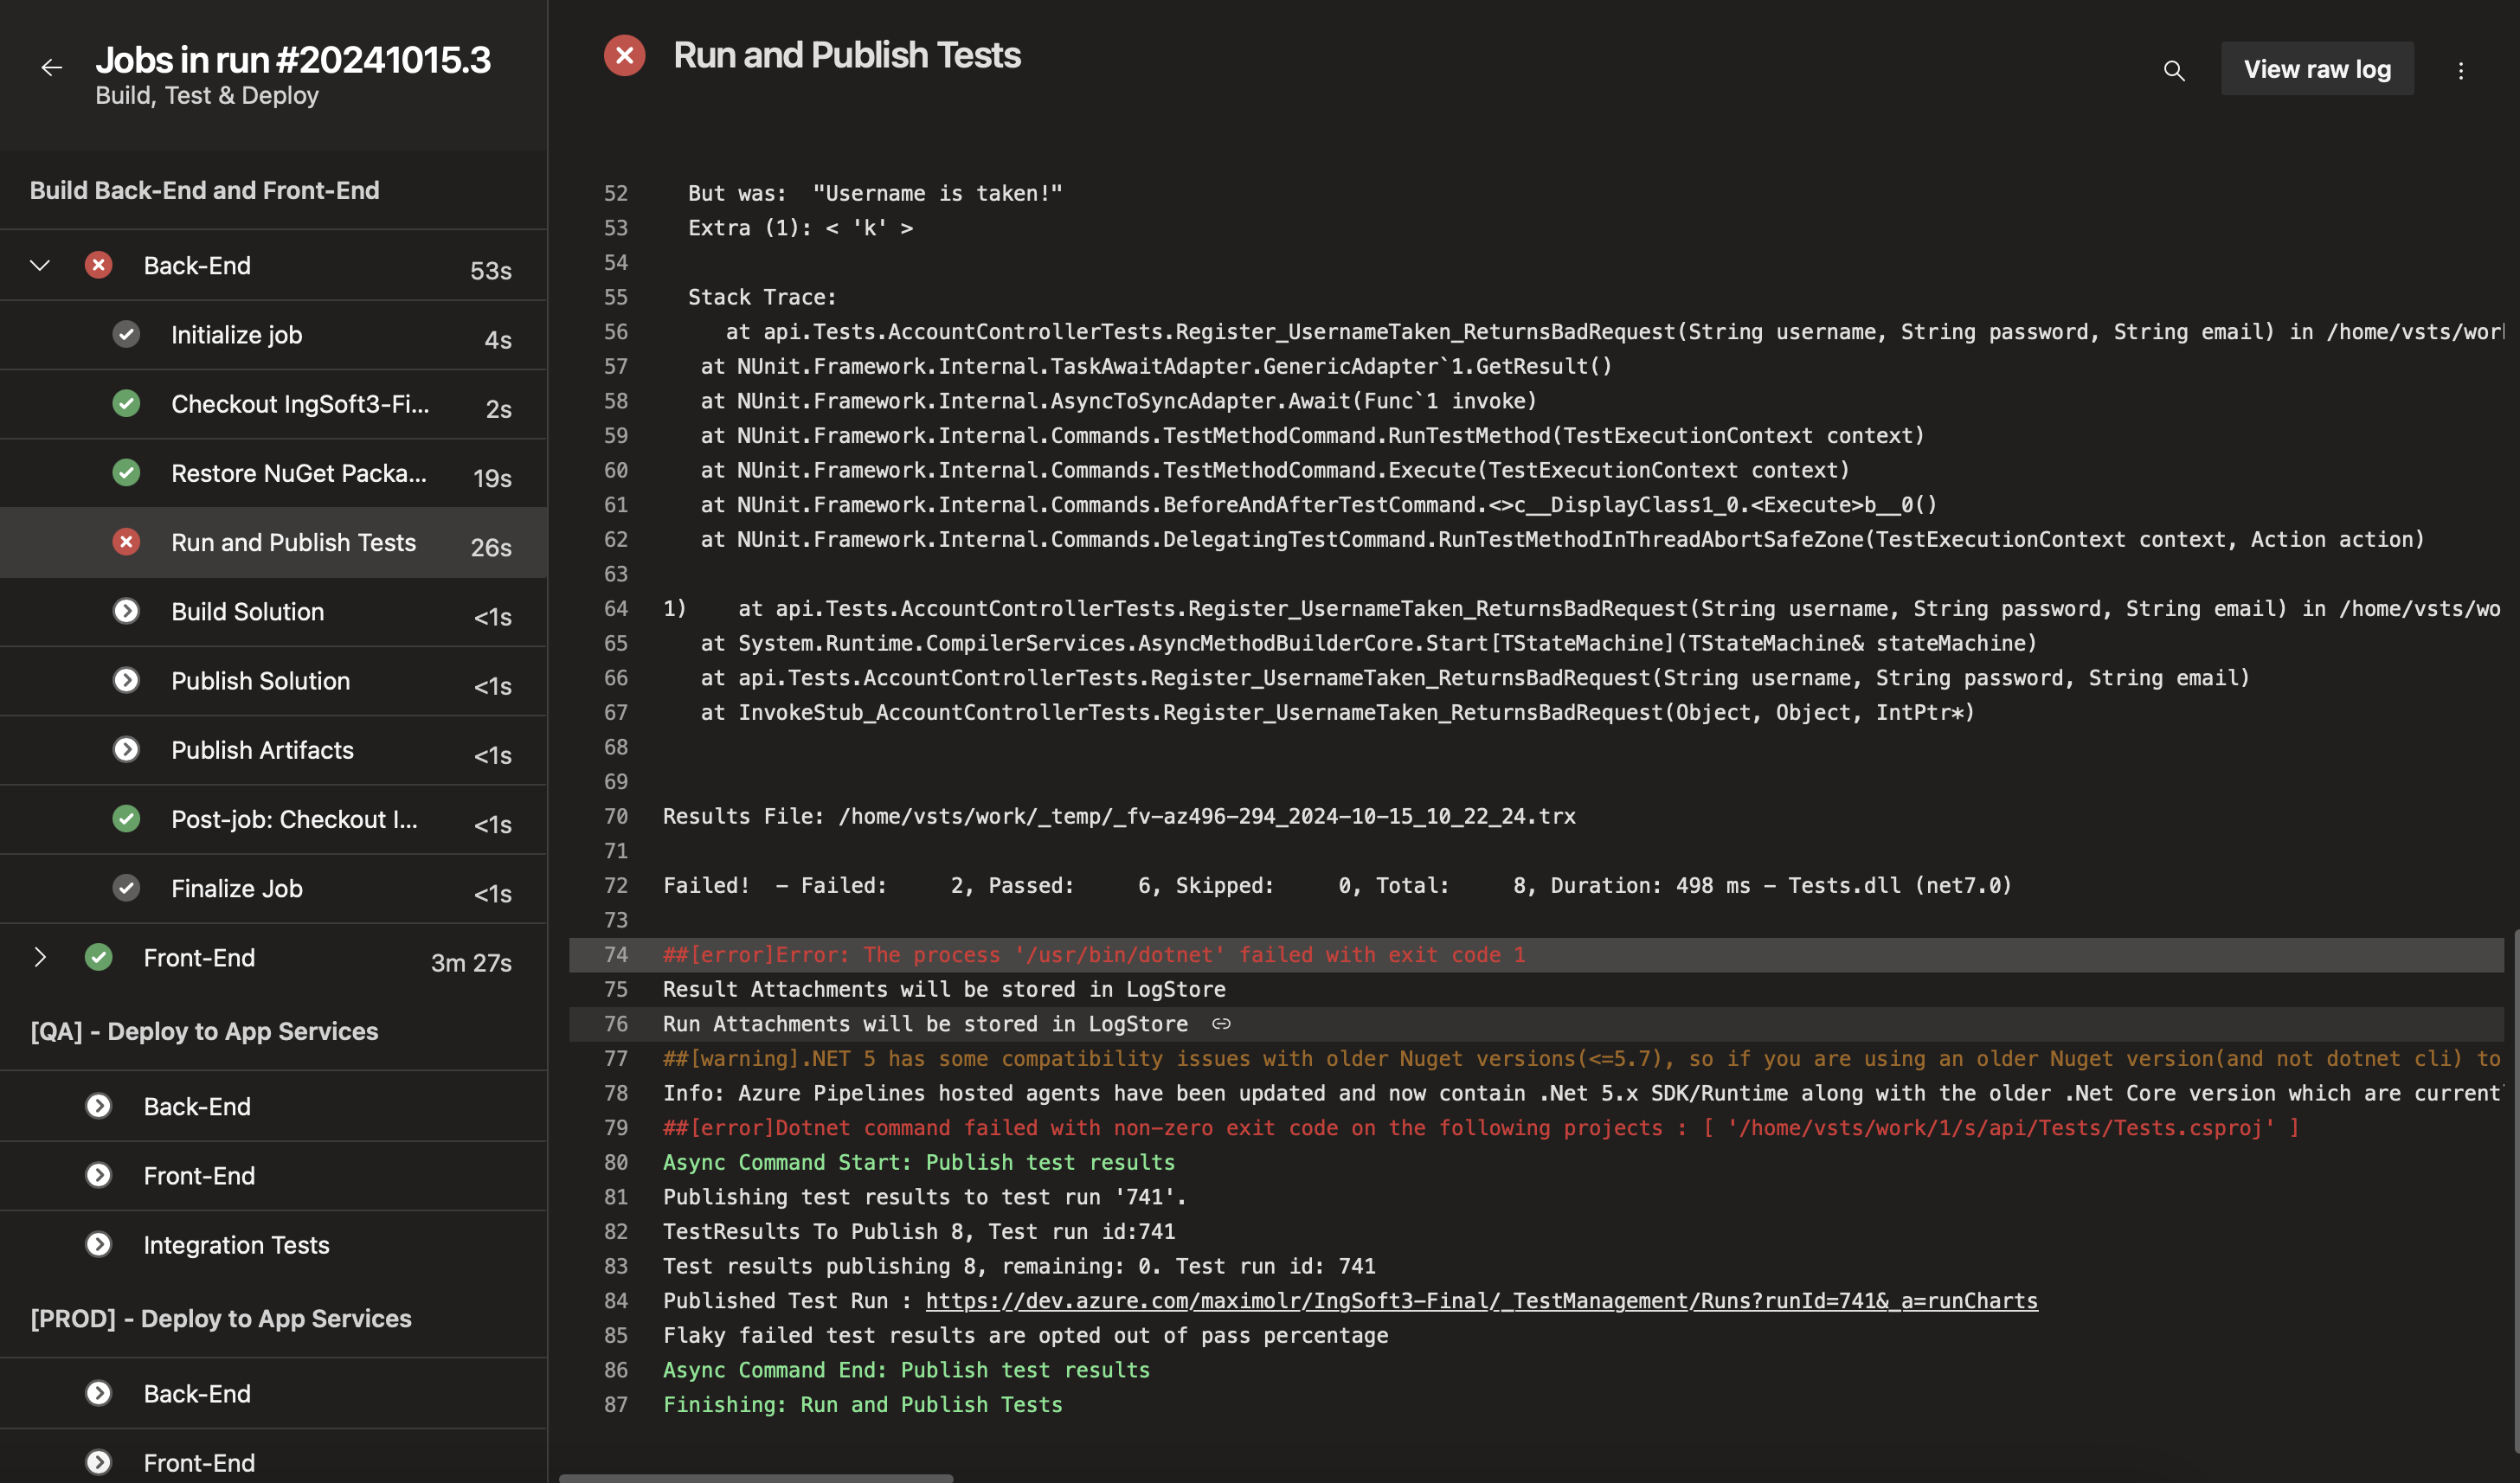 Jobs in run #20241015.3
Build, Test & Deploy
Build Back-End and Front-End
Back-End 53s
Initialize job 4s
Checkout IngSoft3-Fi... 2s
Restore NuGet Packa... 19s
Run and Publish Tests 26s
Build Solution <1s
Publish Solution <1s
Publish Artifacts <1s
Post-job: Checkout I... <1s
Finalize Job <1s
Front-End 3m 27s
[QA] - Deploy to App Services
Back-End
Front-End
Integration Tests
[PROD] - Deploy to App Services
Back-End
Front-End
Run and Publish Tests
View raw log
52 But was:  "Username is taken!"
53 Extra (1): < 'k' >
54
55 Stack Trace:
56 at api.Tests.AccountControllerTests.Register_UsernameTaken_ReturnsBadRequest(String username, String password, String email) in /home/vsts/work
57 at NUnit.Framework.Internal.TaskAwaitAdapter.GenericAdapter`1.GetResult()
58 at NUnit.Framework.Internal.AsyncToSyncAdapter.Await(Func`1 invoke)
59 at NUnit.Framework.Internal.Commands.TestMethodCommand.RunTestMethod(TestExecutionContext context)
60 at NUnit.Framework.Internal.Commands.TestMethodCommand.Execute(TestExecutionContext context)
61 at NUnit.Framework.Internal.Commands.BeforeAndAfterTestCommand.<>c__DisplayClass1_0.<Execute>b__0()
62 at NUnit.Framework.Internal.Commands.DelegatingTestCommand.RunTestMethodInThreadAbortSafeZone(TestExecutionContext context, Action action)
63
64 1)    at api.Tests.AccountControllerTests.Register_UsernameTaken_ReturnsBadRequest(String username, String password, String email) in /home/vsts/wo
65 at System.Runtime.CompilerServices.AsyncMethodBuilderCore.Start[TStateMachine](TStateMachine& stateMachine)
66 at api.Tests.AccountControllerTests.Register_UsernameTaken_ReturnsBadRequest(String username, String password, String email)
67 at InvokeStub_AccountControllerTests.Register_UsernameTaken_ReturnsBadRequest(Object, Object, IntPtr*)
68
69
70 Results File: /home/vsts/work/_temp/_fv-az496-294_2024-10-15_10_22_24.trx
71
72 Failed!  - Failed:     2, Passed:     6, Skipped:     0, Total:     8, Duration: 498 ms - Tests.dll (net7.0)
73
74 ##[error]Error: The process '/usr/bin/dotnet' failed with exit code 1
75 Result Attachments will be stored in LogStore
76 Run Attachments will be stored in LogStore
77 ##[warning].NET 5 has some compatibility issues with older Nuget versions(<=5.7), so if you are using an older Nuget version(and not dotnet cli) to
78 Info: Azure Pipelines hosted agents have been updated and now contain .Net 5.x SDK/Runtime along with the older .Net Core version which are current
79 ##[error]Dotnet command failed with non-zero exit code on the following projects : [ '/home/vsts/work/1/s/api/Tests/Tests.csproj' ]
80 Async Command Start: Publish test results
81 Publishing test results to test run '741'.
82 TestResults To Publish 8, Test run id:741
83 Test results publishing 8, remaining: 0. Test run id: 741
84 Published Test Run : https://dev.azure.com/maximolr/IngSoft3-Final/_TestManagement/Runs?runId=741&_a=runCharts
85 Flaky failed test results are opted out of pass percentage
86 Async Command End: Publish test results
87 Finishing: Run and Publish Tests